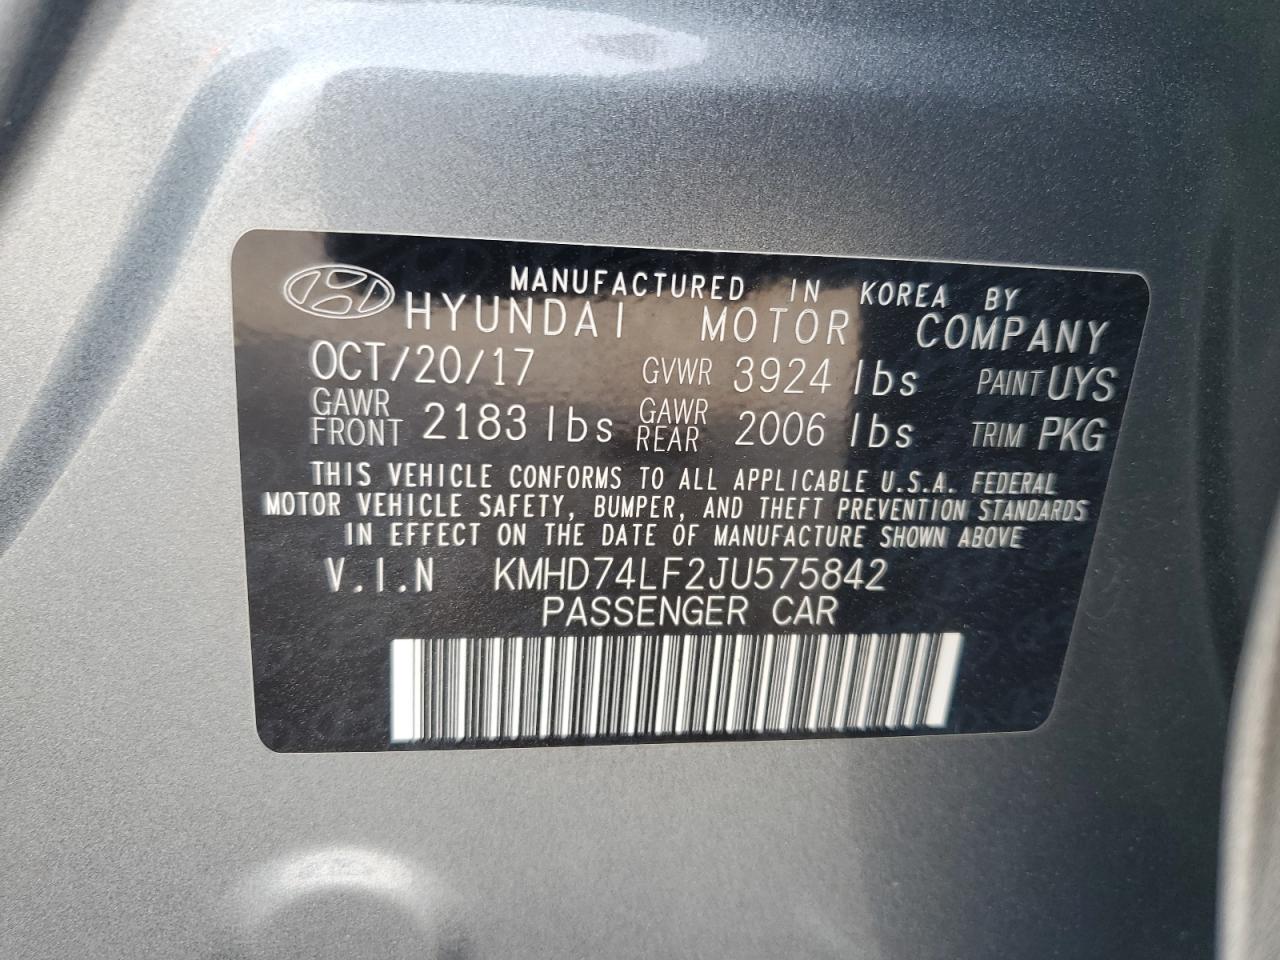 MANUFACTURED IN KOREA BY
HYUNDAI MOTOR COMPANY
OCT/20/17 GVWR 3924 lbs PAINT UYS
GAWR FRONT 2183 lbs GAWR REAR 2006 lbs TRIM PKG
THIS VEHICLE CONFORMS TO ALL APPLICABLE U.S.A. FEDERAL
MOTOR VEHICLE SAFETY, BUMPER, AND THEFT PREVENTION STANDARDS
IN EFFECT ON THE DATE OF MANUFACTURE SHOWN ABOVE
V.I.N KMHD74LF2JU575842
PASSENGER CAR